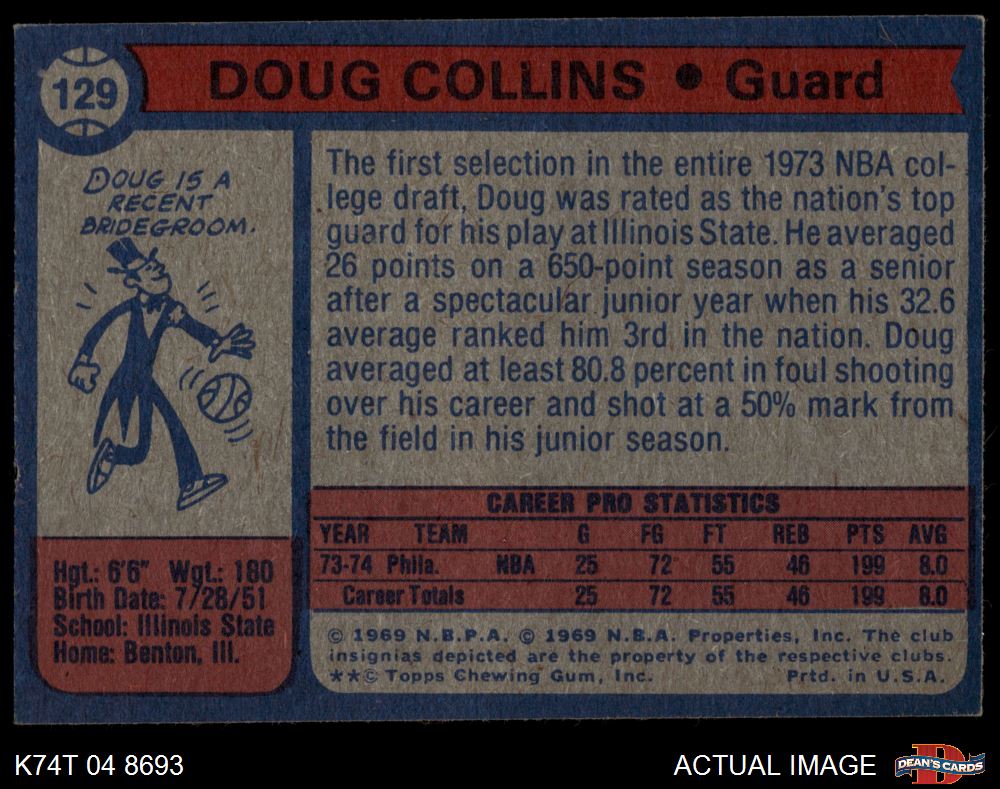 129
DOUG COLLINS • Guard
DOUG IS A
RECENT
BRIDEGROOM.
The first selection in the entire 1973 NBA col-
lege draft, Doug was rated as the nation's top
guard for his play at Illinois State. He averaged
26 points on a 650-point season as a senior
after a spectacular junior year when his 32.6
average ranked him 3rd in the nation. Doug
averaged at least 80.8 percent in foul shooting
over his career and shot at a 50% mark from
the field in his junior season.
Hgt.: 6'6" Wgt.: 180
Birth Date: 7/28/51
School: Illinois State
Home: Benton, Ill.
CAREER PRO STATISTICS
YEAR TEAM G FG FT REB PTS AVG
73-74 Phila. NBA 25 72 55 46 199 8.0
Career Totals 25 72 55 46 199 8.0
© 1969 N.B.P.A. © 1969 N.B.A. Properties, Inc. The club
insignias depicted are the property of the respective clubs.
**© Topps Chewing Gum, Inc. Prtd. in U.S.A.
K74T 04 8693
ACTUAL IMAGE
D
DEAN'S CARDS